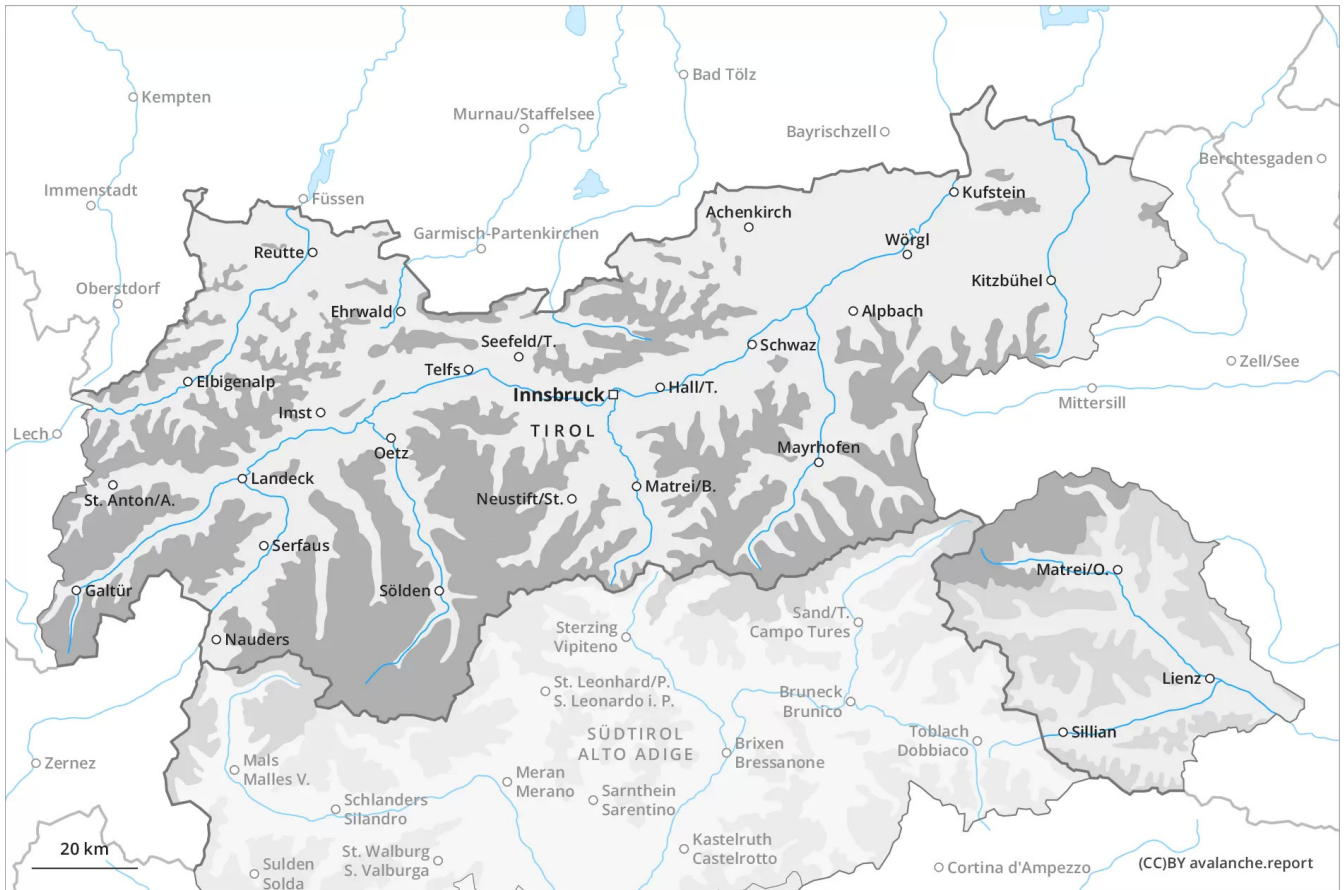 Bad Tölz
Kempten
Murnau/Staffelsee
Bayrischzell
Berchtesgaden
Immenstadt
Füssen
Kufstein
Achenkirch
Garmisch-Partenkirchen
Wörgl
Reutte
Kitzbühel
Oberstdorf
Ehrwald
Alpbach
Seefeld/T.
Schwaz
Zell/See
Telfs
Elbigenalp
Hall/T.
Innsbruck
Mittersill
Imst
TIROL
Lech
Oetz
Mayrhofen
Landeck
St. Anton/A.
Neustift/St.
Matrei/B.
Serfaus
Matrei/O.
Galtür
Sölden
Sand/T.
Campo Tures
Sterzing
Vipiteno
Nauders
Lienz
St. Leonhard/P.
S. Leonardo i. P.
Bruneck
Brunico
SÜDTIROL
ALTO ADIGE
Toblach
Dobbiaco
Sillian
Brixen
Bressanone
Zernez
Mals
Malles V.
Meran
Merano
Sarnthein
Sarentino
Schlanders
Silandro
20 km
St. Walburg
S. Valburga
Kastelruth
Castelrotto
Sulden
Solda
Cortina d'Ampezzo
(CC)BY avalanche.report